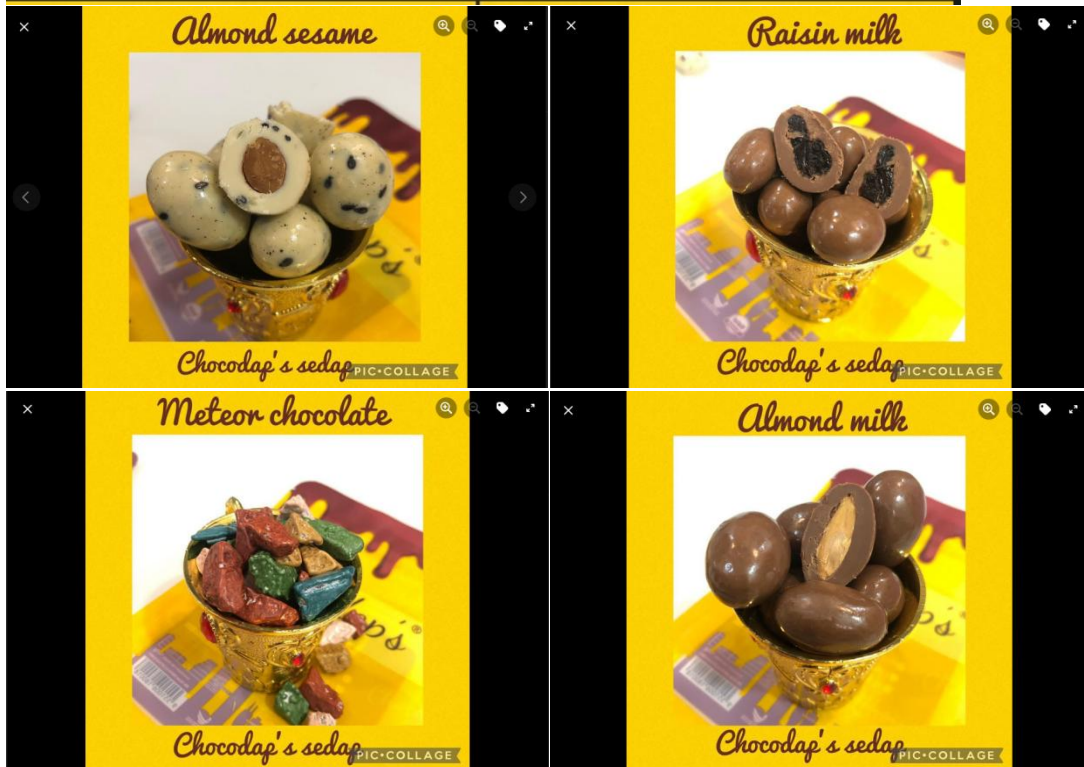 Almond sesame
Chocodap's sedap
PIC•COLLAGE
Raisin milk
Chocodap's sedap
PIC•COLLAGE
Meteor chocolate
Chocodap's sedap
PIC•COLLAGE
Almond milk
Chocodap's sedap
PIC•COLLAGE